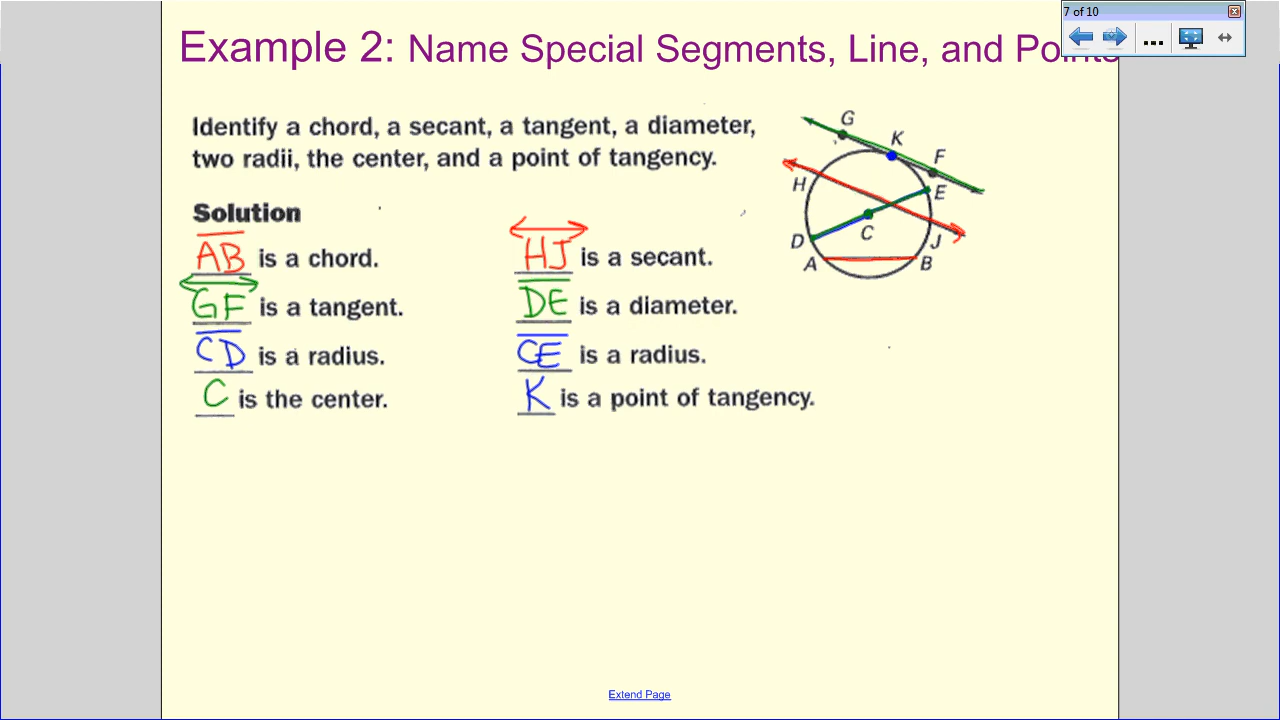 7 of 10
Example 2: Name Special Segments, Line, and Points
Identify a chord, a secant, a tangent, a diameter,
two radii, the center, and a point of tangency.
Solution
AB is a chord.
HJ is a secant.
GF is a tangent.
DE is a diameter.
CD is a radius.
CE is a radius.
C is the center.
K is a point of tangency.
G
K
F
H
E
D
C
J
A
B
Extend Page